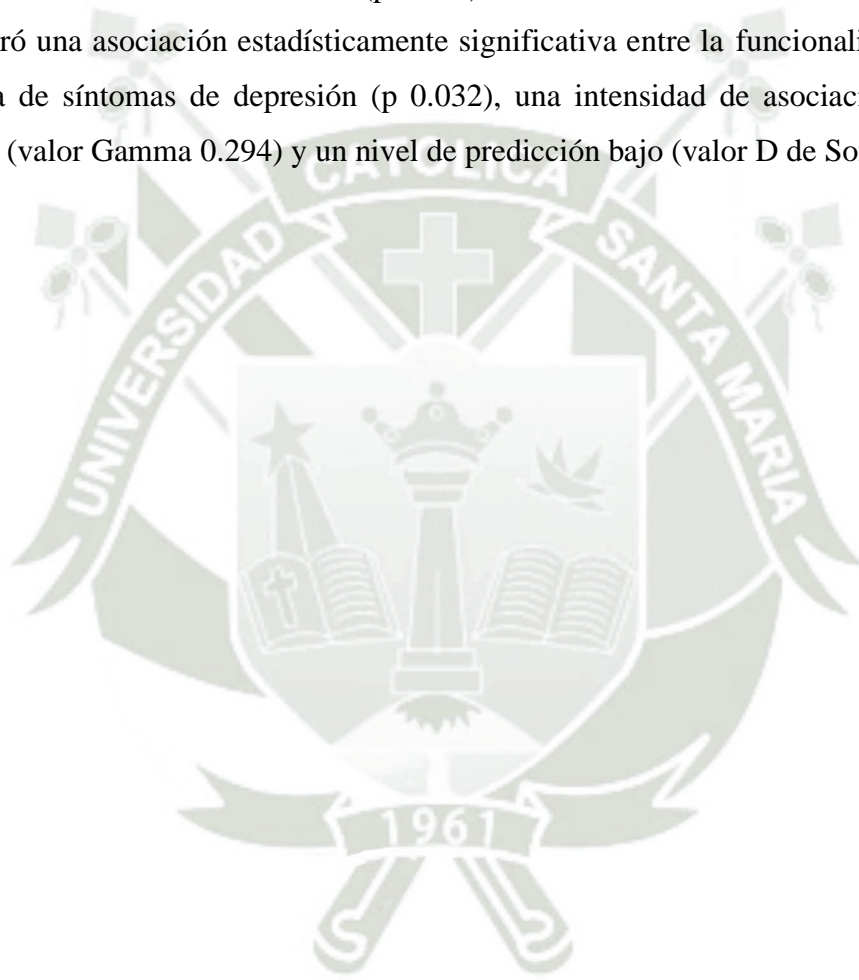 ró una asociación estadísticamente significativa entre la funcionali
a de síntomas de depresión (p 0.032), una intensidad de asociaci
(valor Gamma 0.294) y un nivel de predicción bajo (valor D de So
UNIVERSIDAD CATOLICA SANTA MARIA
1961